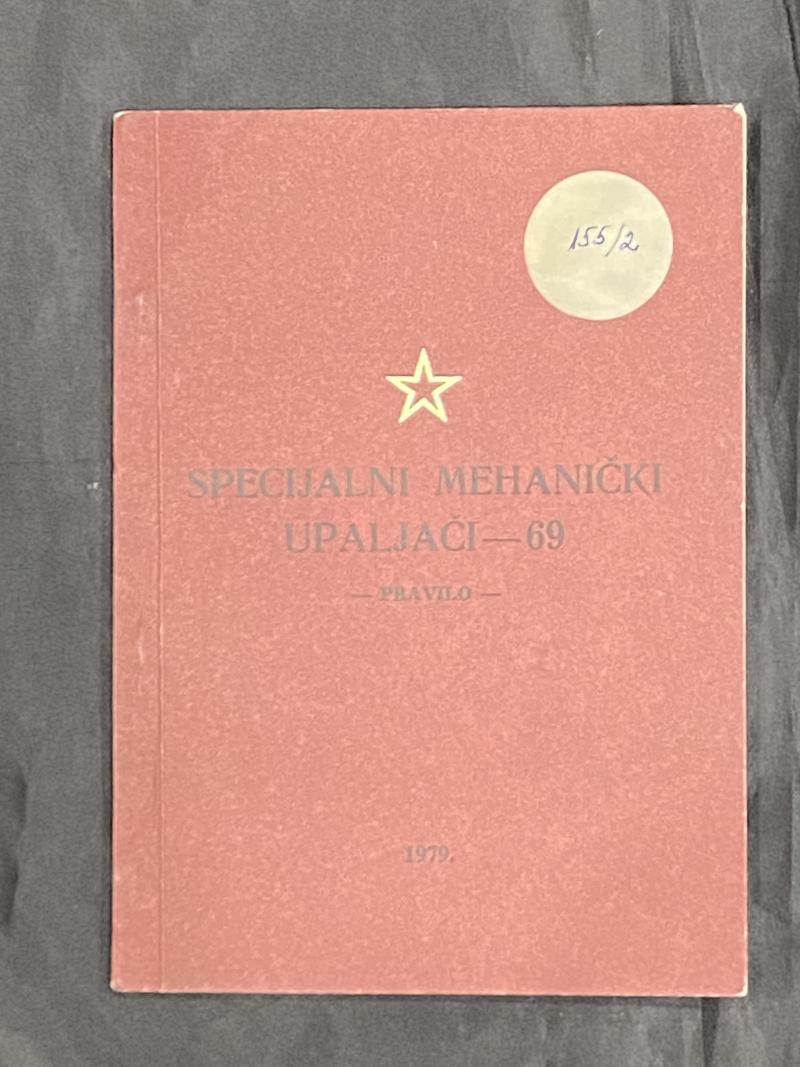 155/2
SPECIJALNI MEHANIČKI
UPALJAČI — 69
— PRAVILO —
1979.